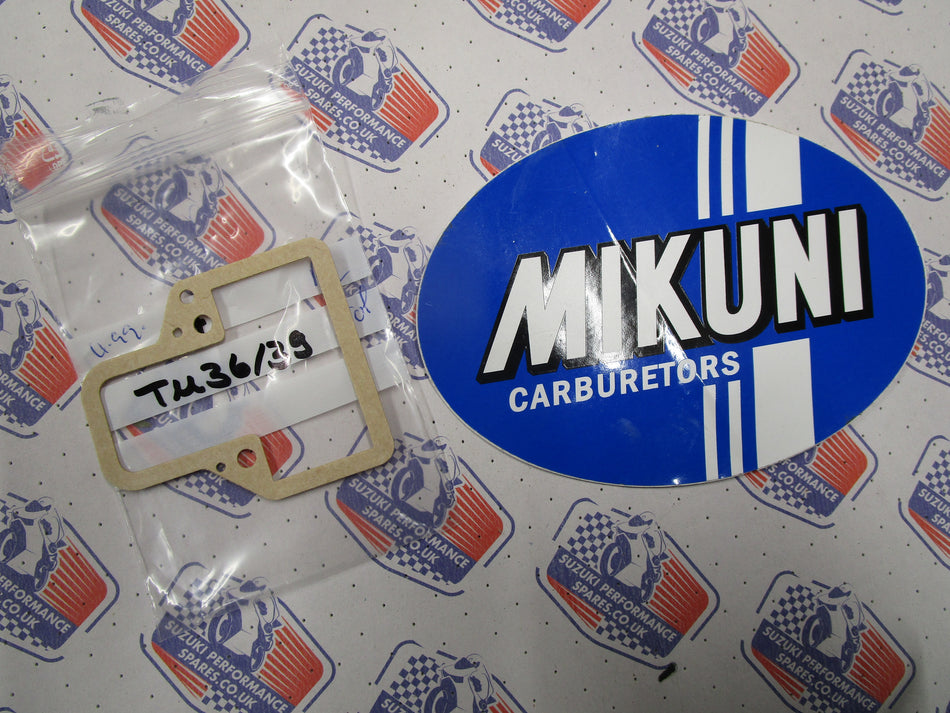 MIKUNI
CARBURETORS
TM36/39
SUZUKI PERFORMANCE
SPARES.CO.UK